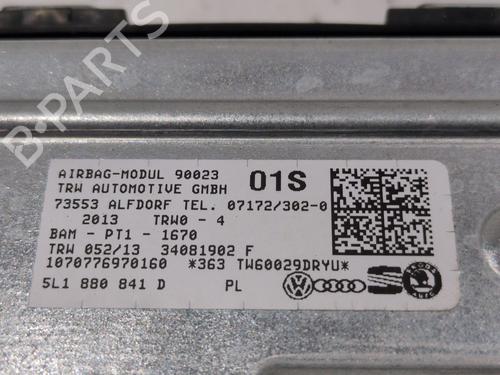 B-PARTS
AIRBAG-MODUL 90023 01S
TRW AUTOMOTIVE GMBH
73553 ALFDORF TEL. 07172/302-0
2013 TRW0 - 4
BAM - PT1 - 1670
TRW 052/13 34081902 F
1070776970160 *363 TW60029DRYU*
5L1 880 841 D PL